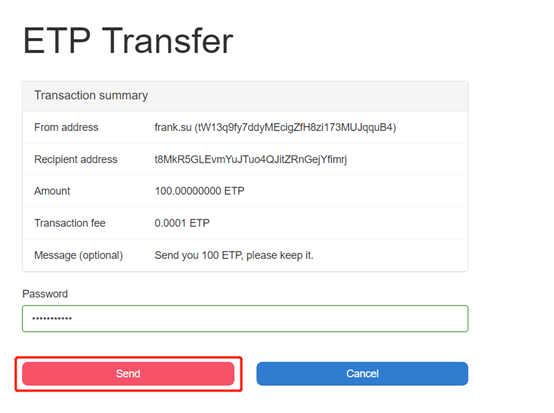 ETP Transfer
Transaction summary
From address frank.su (tW13q9fy7ddyMEcigZfH8zi173MUJqquB4)
Recipient address t8MkR5GLEvmYuJTuo4QJitZRnGejYfimrj
Amount 100.00000000 ETP
Transaction fee 0.0001 ETP
Message (optional) Send you 100 ETP, please keep it.
Password
•••••••••••
Send Cancel